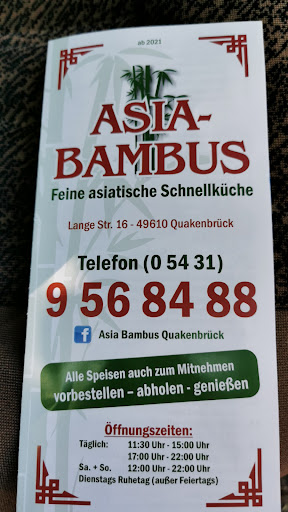 ab 2021
ASIA-
BAMBUS
Feine asiatische Schnellküche
Lange Str. 16 - 49610 Quakenbrück
Telefon (0 54 31)
9 56 84 88
f Asia Bambus Quakenbrück
Alle Speisen auch zum Mitnehmen
vorbestellen – abholen - genießen
Öffnungszeiten:
Täglich: 11:30 Uhr - 15:00 Uhr
17:00 Uhr - 22:00 Uhr
Sa. + So. 12:00 Uhr - 22:00 Uhr
Dienstags Ruhetag (außer Feiertags)